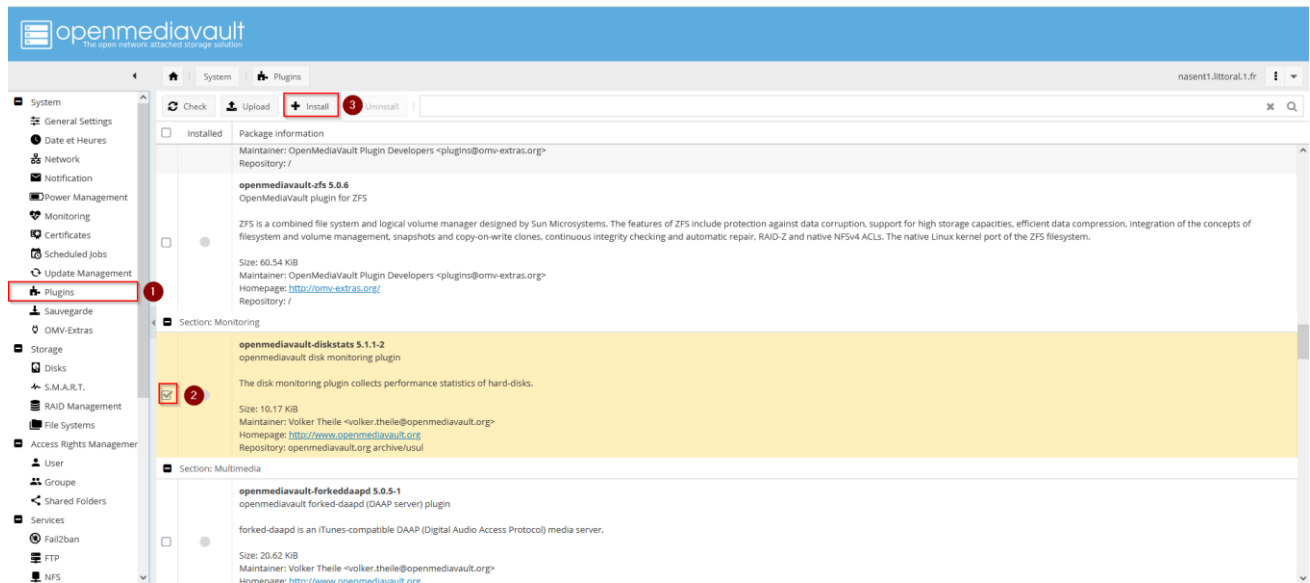 openmediavault
The open network attached storage solution
System
Plugins
nasent1.littoral.1.fr
System
General Settings
Date et Heures
Network
Notification
Power Management
Monitoring
Certificates
Scheduled Jobs
Update Management
Plugins
1
Sauvegarde
OMV-Extras
Storage
Disks
S.M.A.R.T.
RAID Management
File Systems
Access Rights Managemer
User
Groupe
Shared Folders
Services
Fail2ban
FTP
NFS
Check Upload Install 3 Uninstall
Installed Package information
Maintainer: OpenMediaVault Plugin Developers <plugins@omv-extras.org>
Repository: /
openmediavault-zfs 5.0.6
OpenMediaVault plugin for ZFS
ZFS is a combined file system and logical volume manager designed by Sun Microsystems. The features of ZFS include protection against data corruption, support for high storage capacities, efficient data compression, integration of the concepts of
filesystem and volume management, snapshots and copy-on-write clones, continuous integrity checking and automatic repair, RAID-Z and native NFSv4 ACLs. The native Linux kernel port of the ZFS filesystem.
Size: 60.54 KiB
Maintainer: OpenMediaVault Plugin Developers <plugins@omv-extras.org>
Homepage: http://omv-extras.org/
Repository: /
Section: Monitoring
openmediavault-diskstats 5.1.1-2
openmediavault disk monitoring plugin
The disk monitoring plugin collects performance statistics of hard-disks.
2
Size: 10.17 KiB
Maintainer: Volker Theile <volker.theile@openmediavault.org>
Homepage: http://www.openmediavault.org
Repository: openmediavault.org archive/usul
Section: Multimedia
openmediavault-forkeddaapd 5.0.5-1
openmediavault forked-daapd (DAAP server) plugin
forked-daapd is an iTunes-compatible DAAP (Digital Audio Access Protocol) media server.
Size: 20.62 KiB
Maintainer: Volker Theile <volker.theile@openmediavault.org>
Homepage: http://www.openmediavault.org